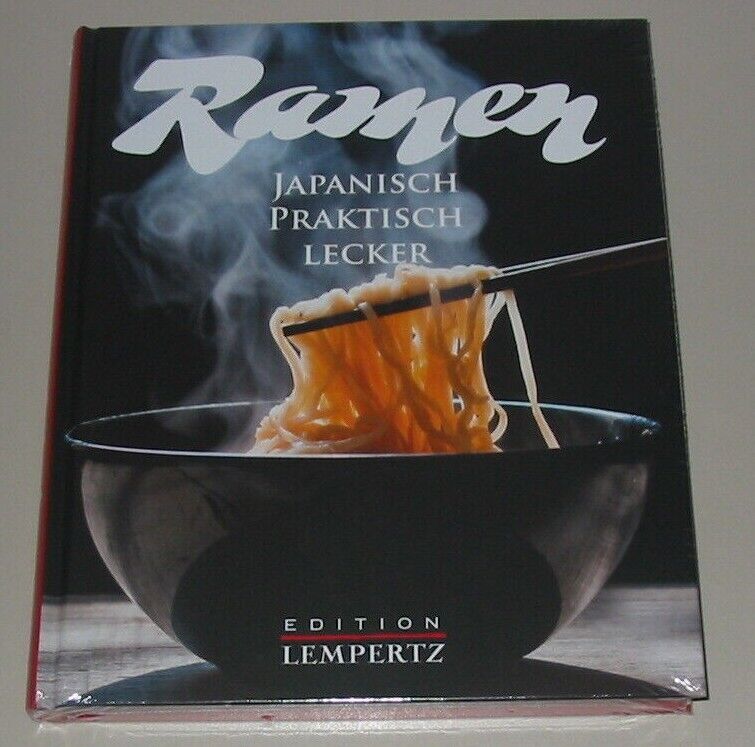 Ramen
JAPANISCH
PRAKTISCH
LECKER
EDITION
LEMPERTZ